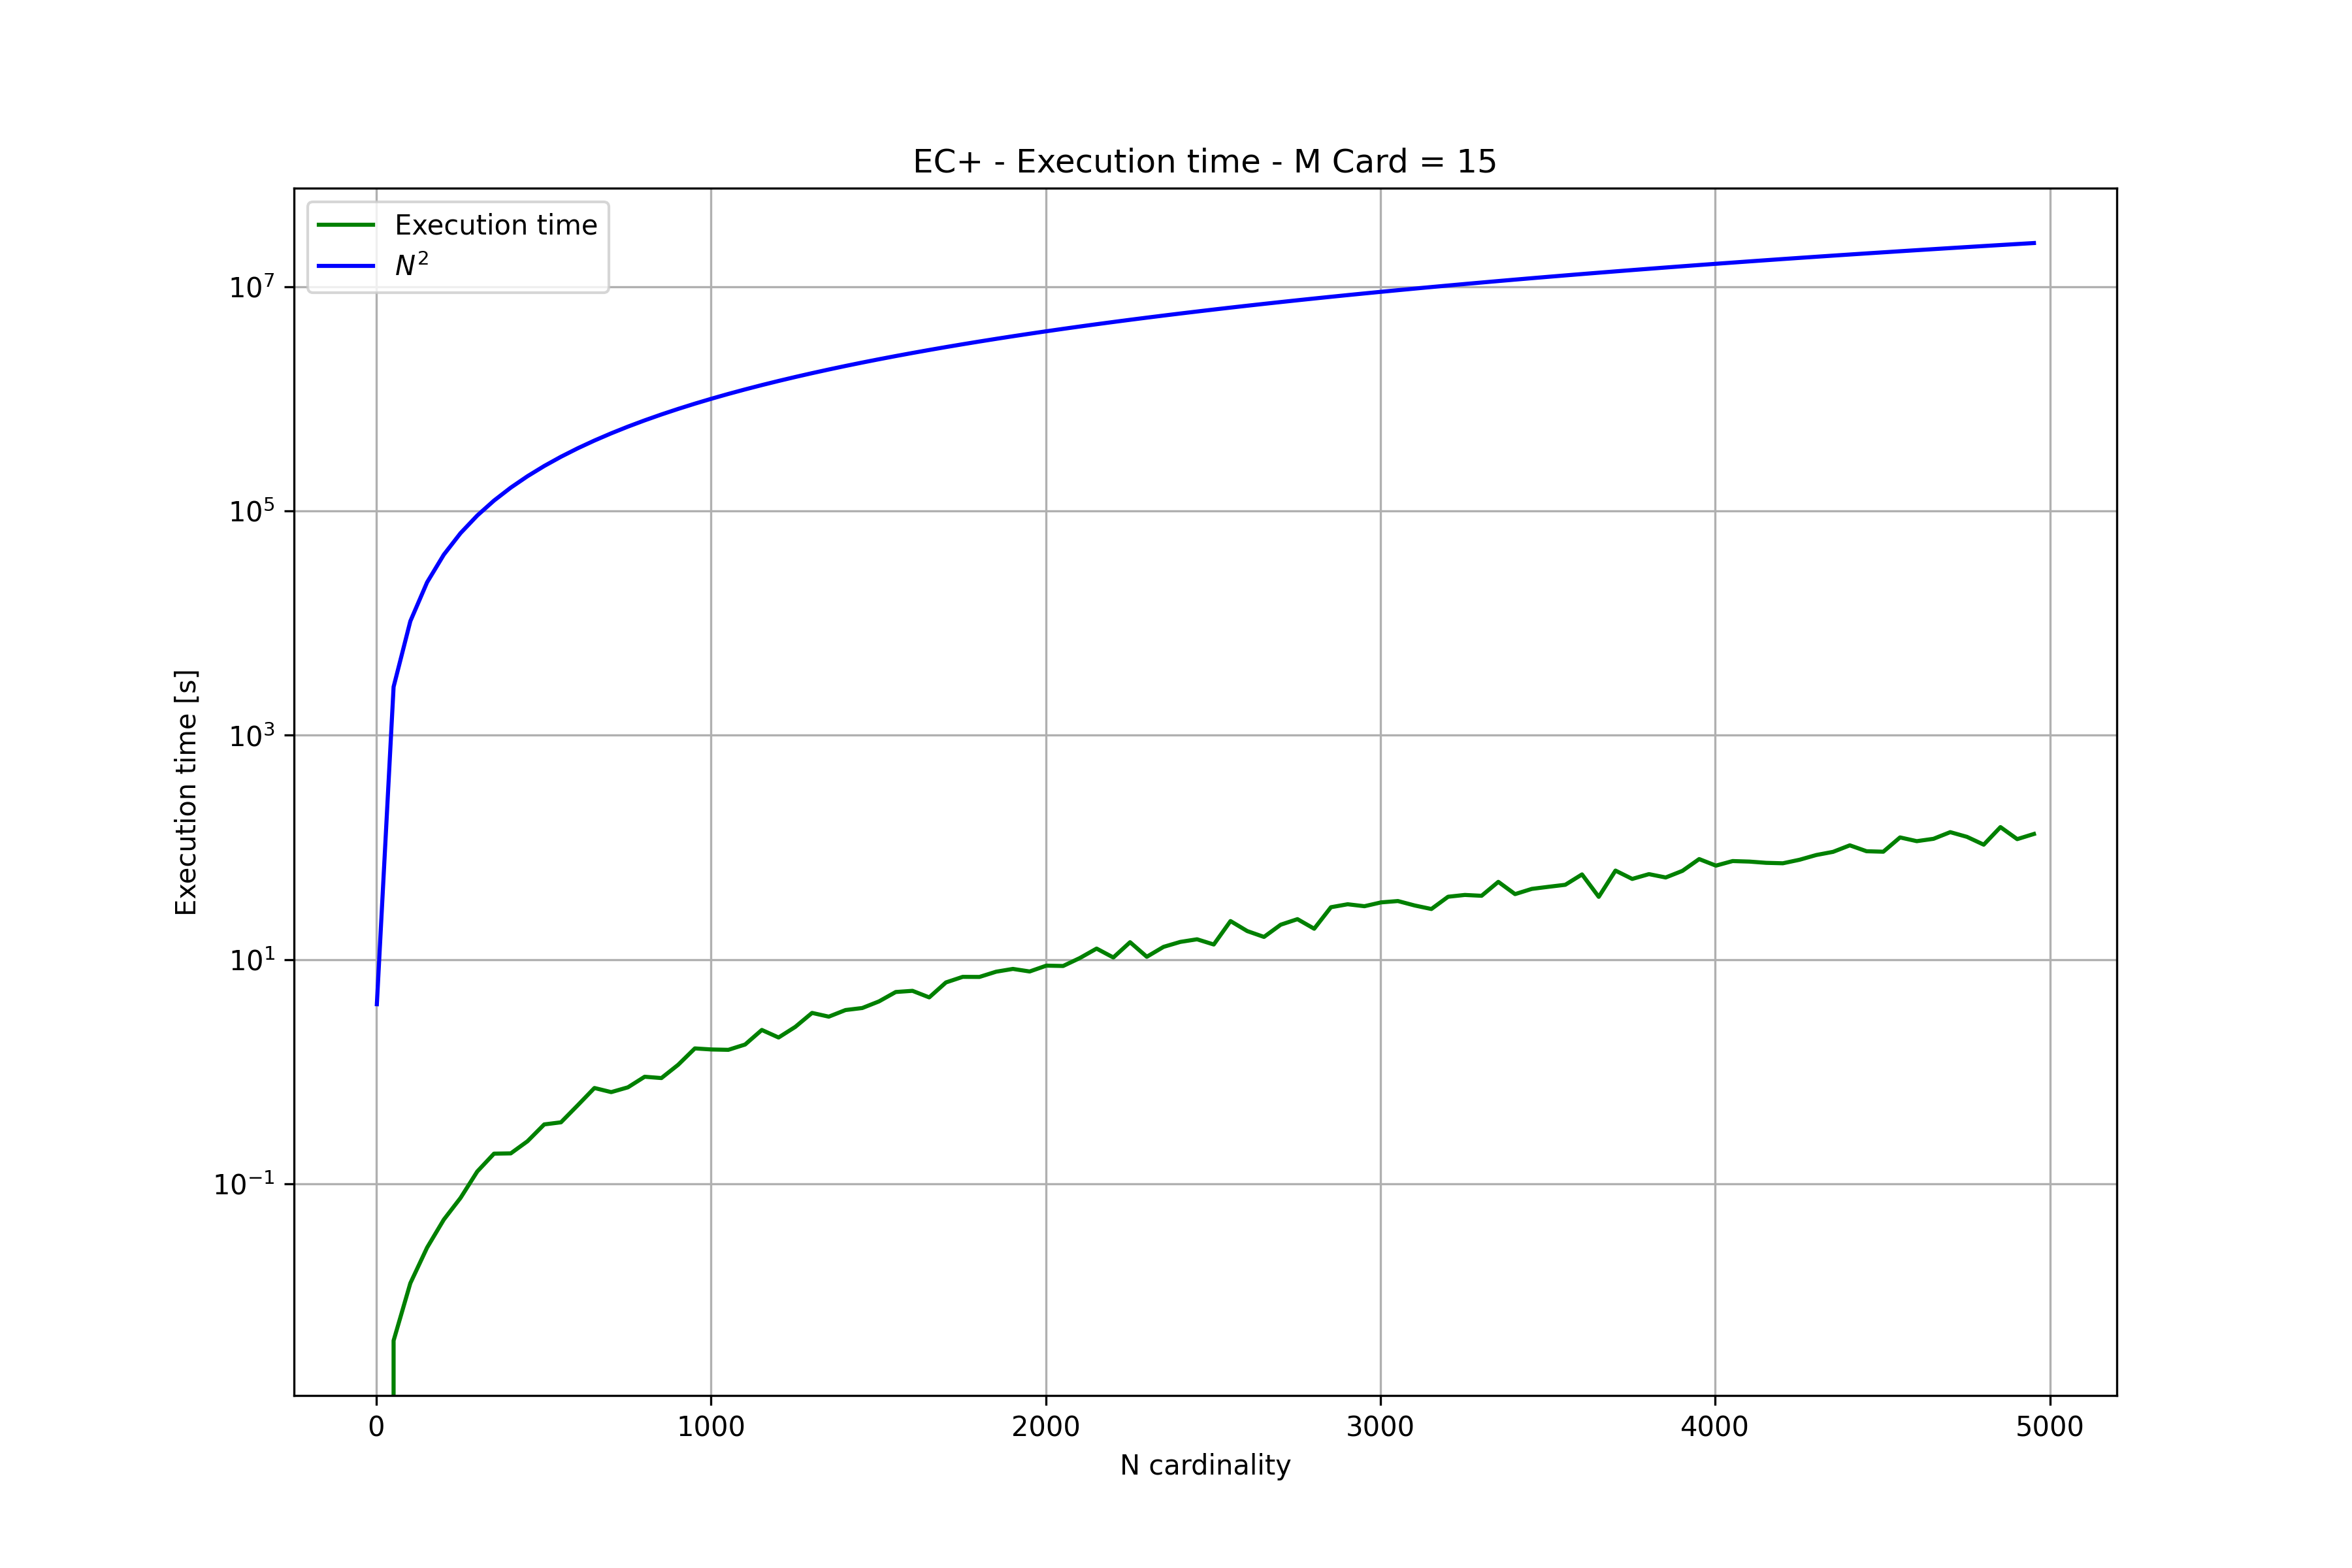 EC+ - Execution time - M Card = 15
Execution time
N²
10⁷
10⁵
10³
10¹
10⁻¹
Execution time [s]
0 1000 2000 3000 4000 5000
N cardinality